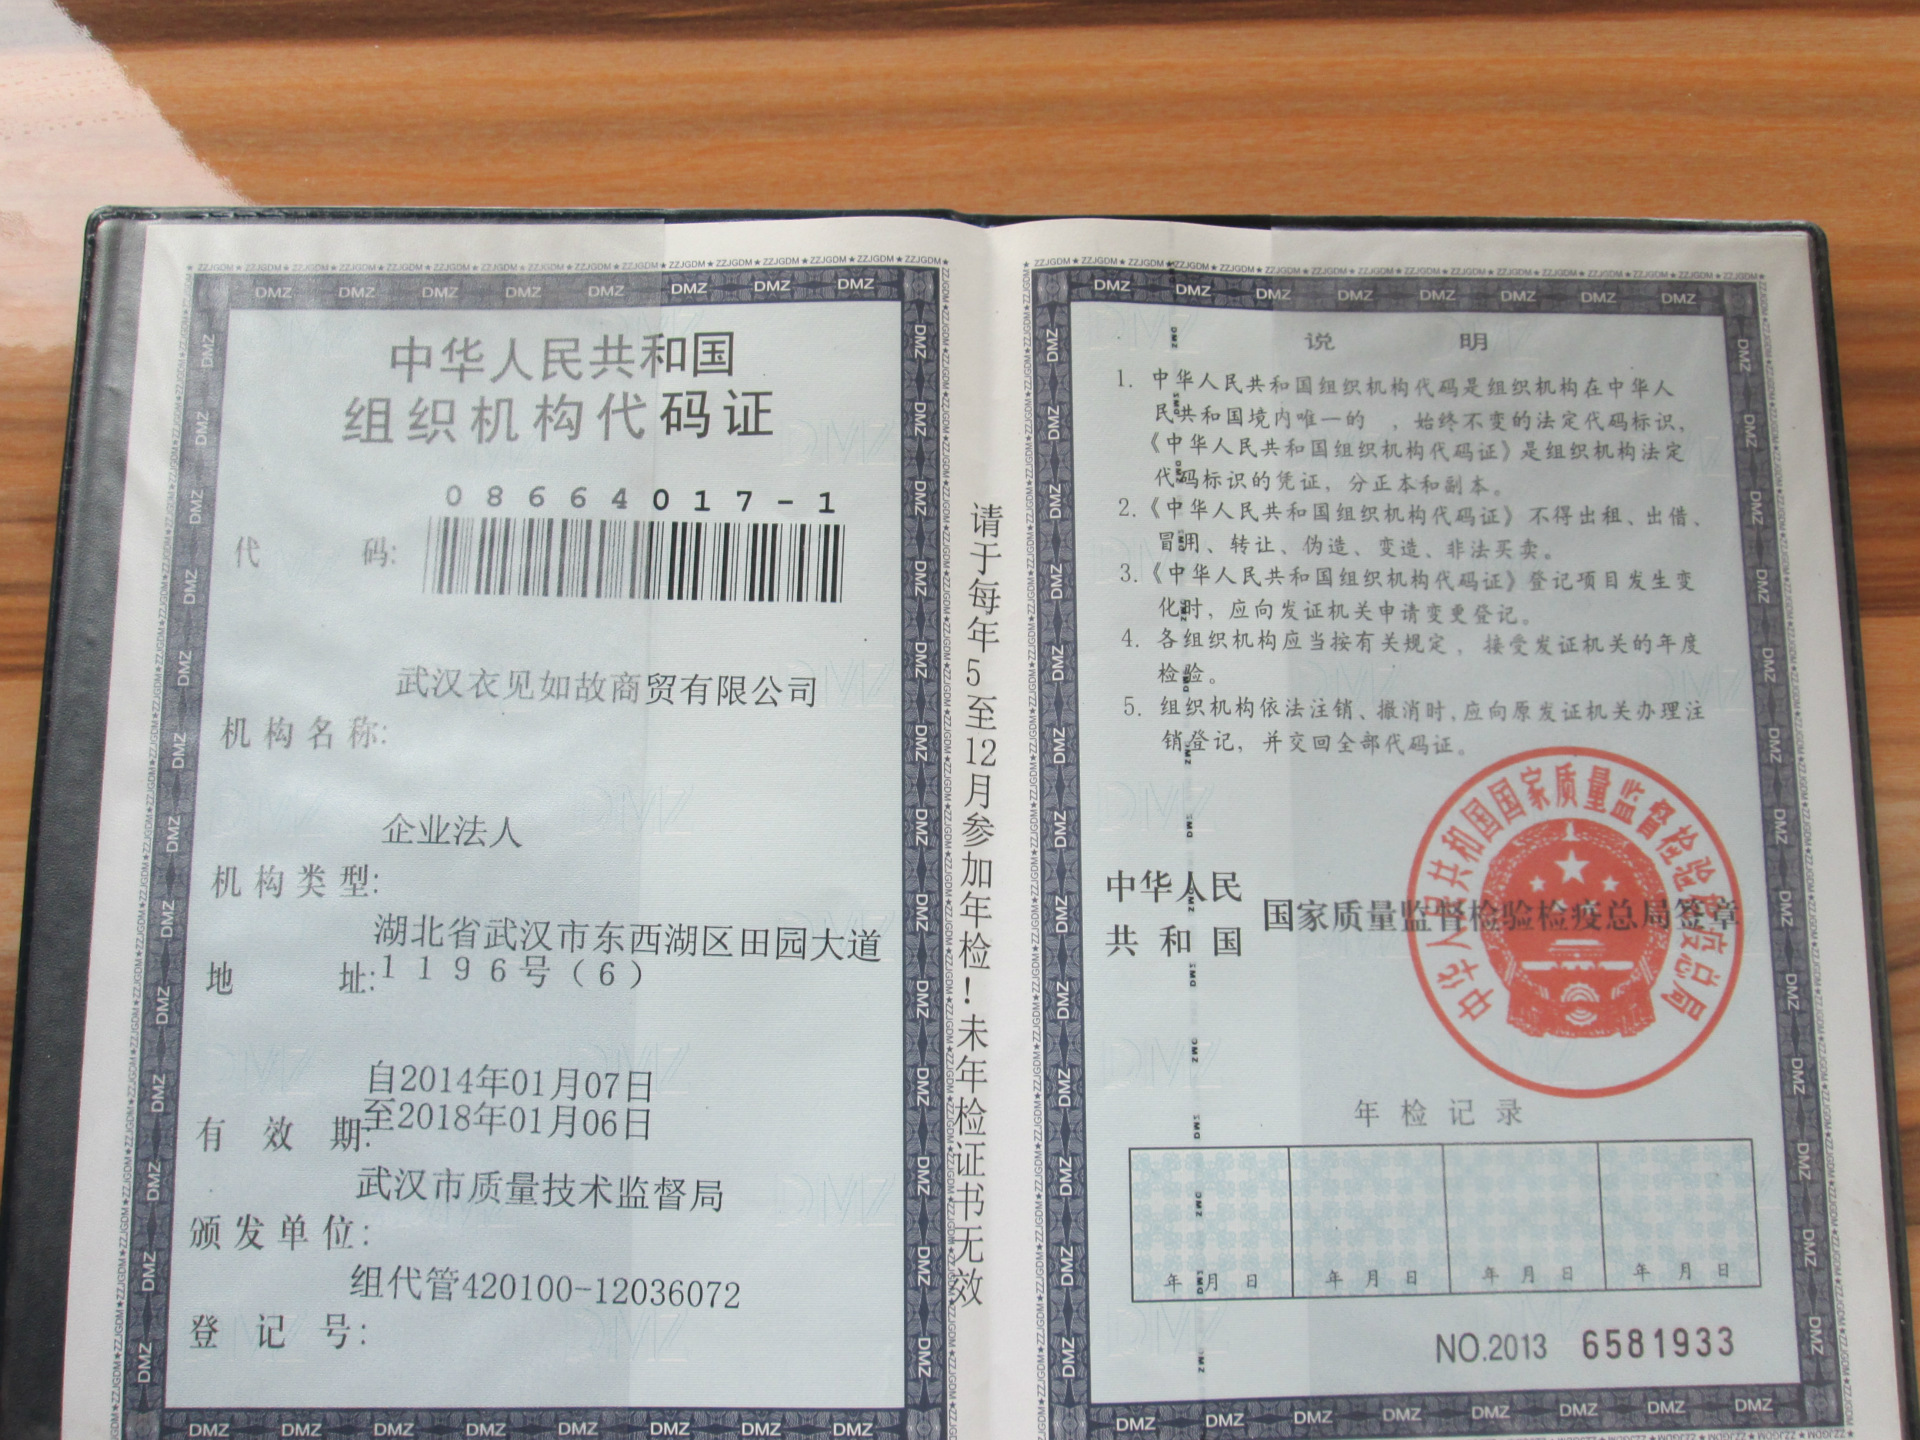 中华人民共和国
组织机构代码证
08664017-1
代 码:
武汉衣见如故商贸有限公司
机构名称:
企业法人
机构类型:
湖北省武汉市东西湖区田园大道
地 址:1196号(6)
自2014年01月07日
至2018年01月06日
有 效 期:
武汉市质量技术监督局
颁发单位:
组代管420100-12036072
登 记 号:
请于每年5至12月参加年检!未年检证书无效
说 明
1. 中华人民共和国组织机构代码是组织机构在中华人
民共和国境内唯一的 ,始终不变的法定代码标识,
《中华人民共和国组织机构代码证》是组织机构法定
代码标识的凭证,分正本和副本。
2.《中华人民共和国组织机构代码证》不得出租、出借、
冒用、转让、伪造、变造、非法买卖。
3.《中华人民共和国组织机构代码证》登记项目发生变
化时,应向发证机关申请变更登记。
4. 各组织机构应当按有关规定,接受发证机关的年度
检验。
5. 组织机构依法注销、撤消时,应向原发证机关办理注
销登记,并交回全部代码证。
中华人民
共和国 国家质量监督检验检疫总局签章
中华人民共和国国家质量监督检验检疫总局
年检记录
年 月 日 年 月 日 年 月 日 年 月 日
NO.2013 6581933